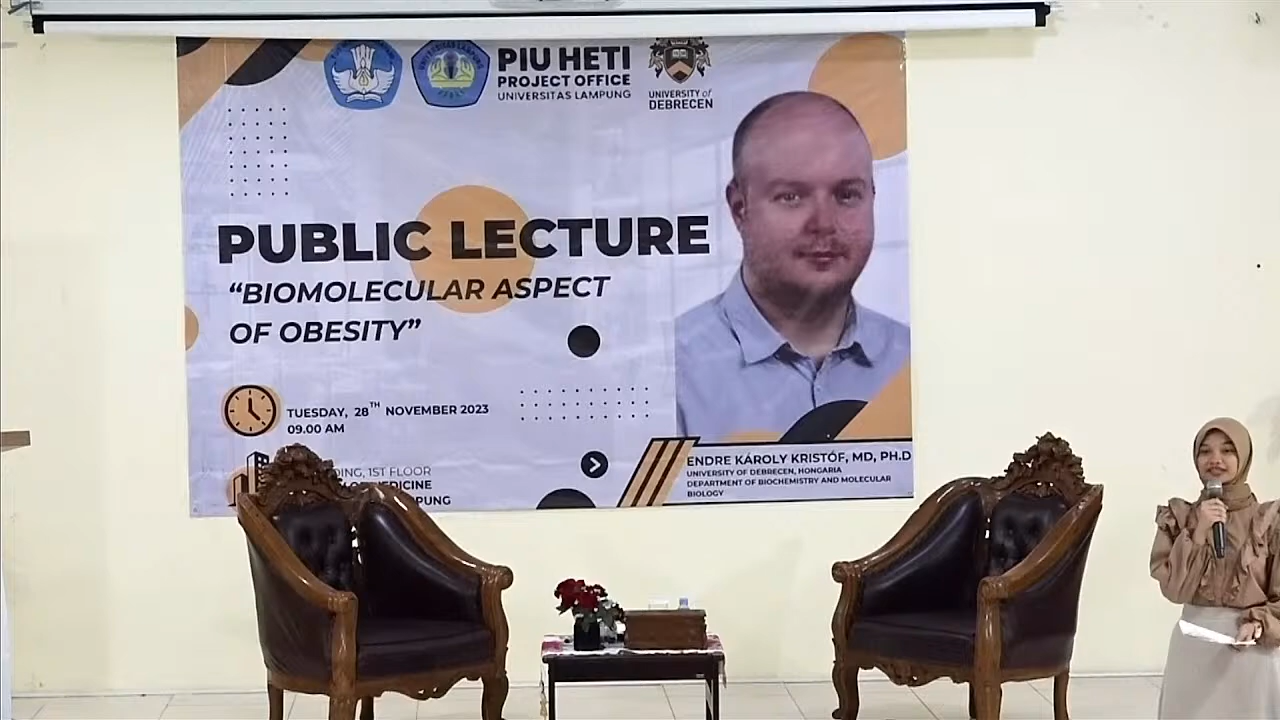 PIU HETI
PROJECT OFFICE
UNIVERSITAS LAMPUNG
UNIVERSITY of
DEBRECEN
PUBLIC LECTURE
“BIOMOLECULAR ASPECT
OF OBESITY”
TUESDAY, 28TH NOVEMBER 2023
09.00 AM
1ST FLOOR
ENDRE KÁROLY KRISTÓF, MD, PH.D
UNIVERSITY OF DEBRECEN, HONGARIA
DEPARTMENT OF BIOCHEMISTRY AND MOLECULAR
BIOLOGY